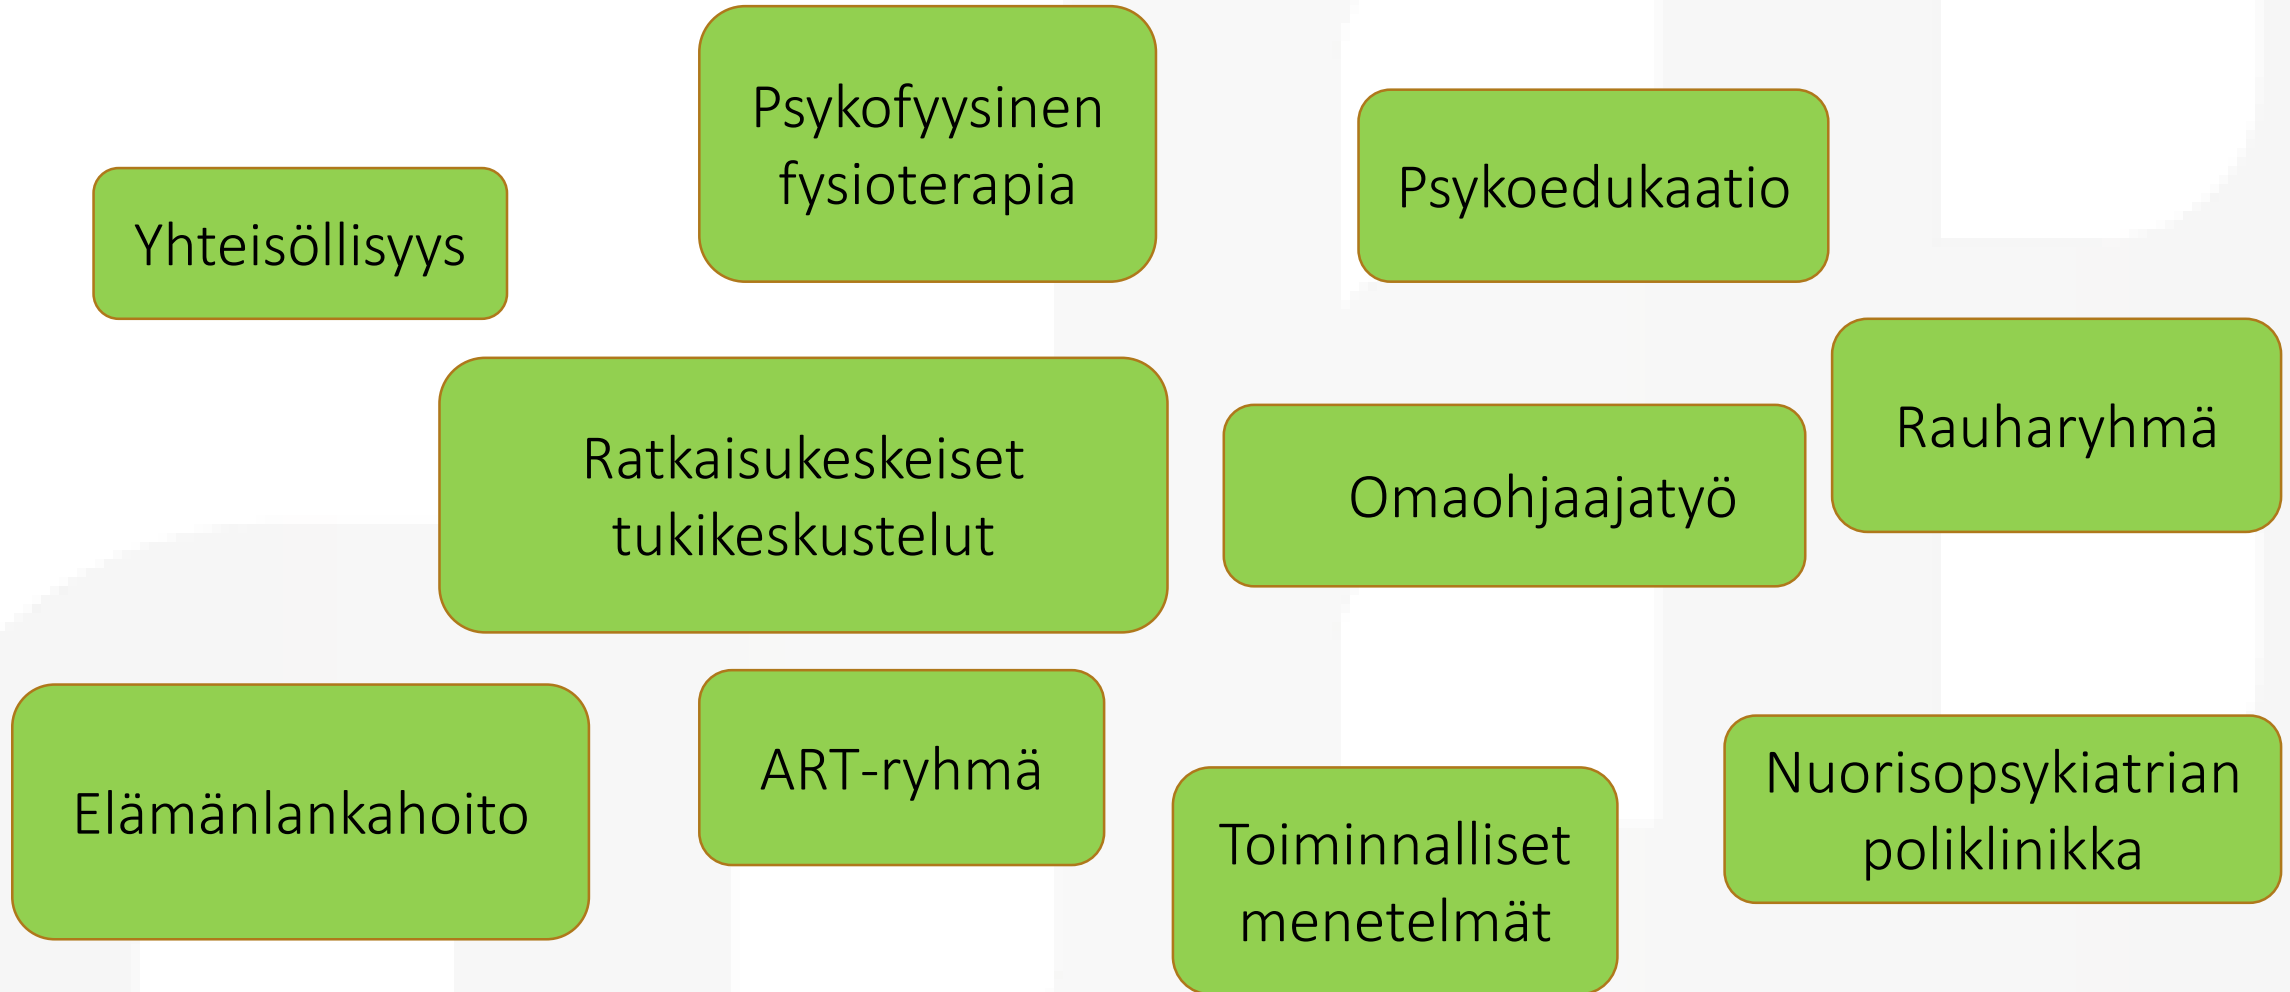 Psykofyysinen
fysioterapia
Psykoedukaatio
Yhteisöllisyys
Rauharyhmä
Ratkaisukeskeiset
tukikeskustelut
Omaohjaajatyö
Elämänlankahoito
ART-ryhmä
Toiminnalliset
menetelmät
Nuorisopsykiatrian
poliklinikka